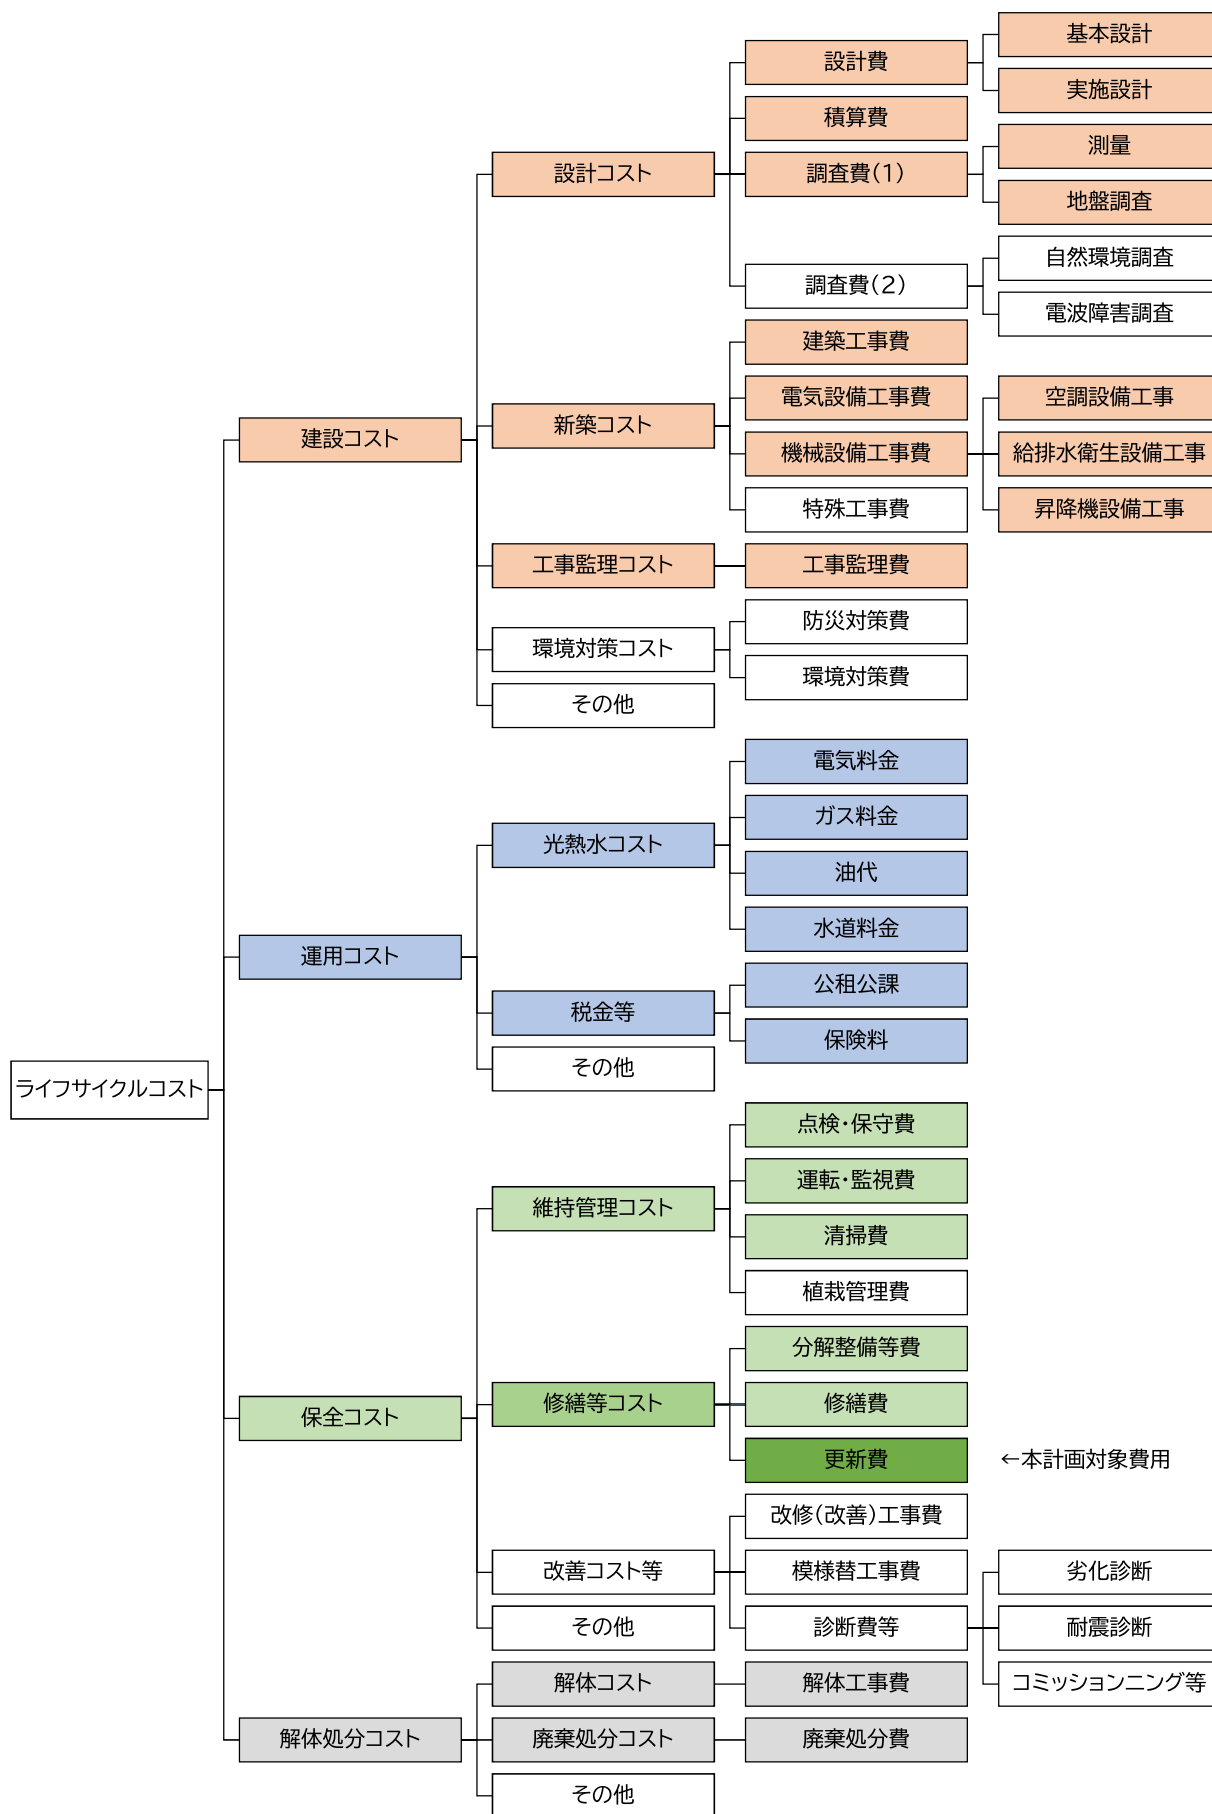 ライフサイクルコスト
建設コスト
設計コスト
設計費
基本設計
実施設計
積算費
調査費(1)
測量
地盤調査
調査費(2)
自然環境調査
電波障害調査
新築コスト
建築工事費
電気設備工事費
機械設備工事費
空調設備工事
給排水衛生設備工事
昇降機設備工事
特殊工事費
工事監理コスト
工事監理費
環境対策コスト
防災対策費
環境対策費
その他
運用コスト
光熱水コスト
電気料金
ガス料金
油代
水道料金
税金等
公租公課
保険料
その他
保全コスト
維持管理コスト
点検・保守費
運転・監視費
清掃費
植栽管理費
修繕等コスト
分解整備等費
修繕費
更新費
←本計画対象費用
改善コスト等
改修(改善)工事費
模様替工事費
診断費等
劣化診断
耐震診断
コミッションニング等
その他
解体処分コスト
解体コスト
解体工事費
廃棄処分コスト
廃棄処分費
その他